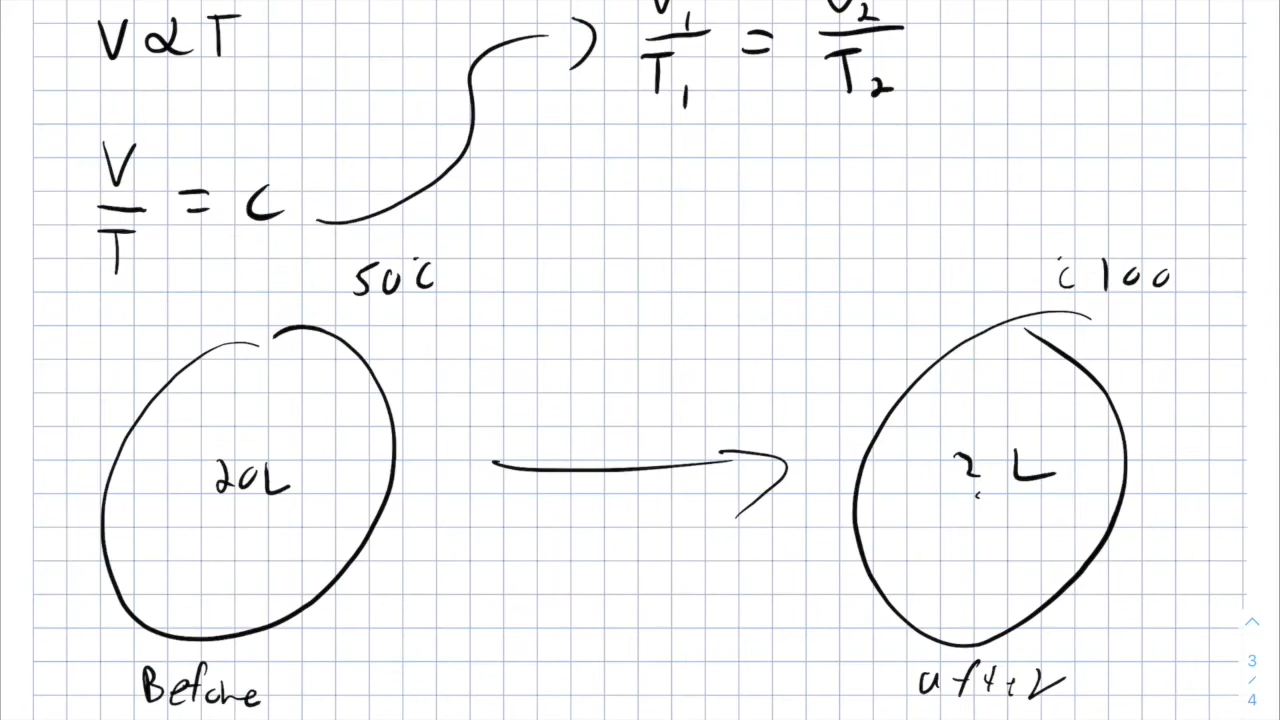 V ∝ T
V₁/T₁ = V₂/T₂
V/T = C
50°C
°C 100
20L
? L
Before
after
3
/
4